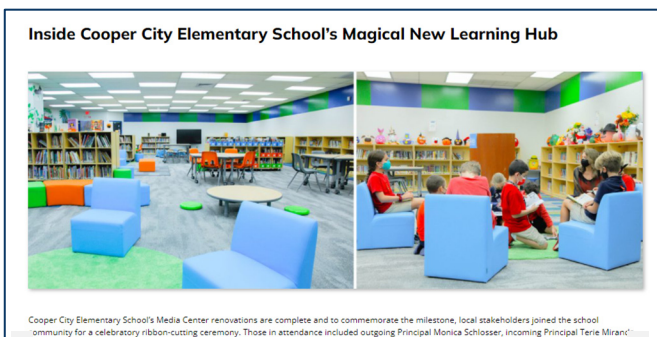 Inside Cooper City Elementary School's Magical New Learning Hub
Cooper City Elementary School's Media Center renovations are complete and to commemorate the milestone, local stakeholders joined the school
community for a celebratory ribbon-cutting ceremony. Those in attendance included outgoing Principal Monica Schlosser, incoming Principal Terie